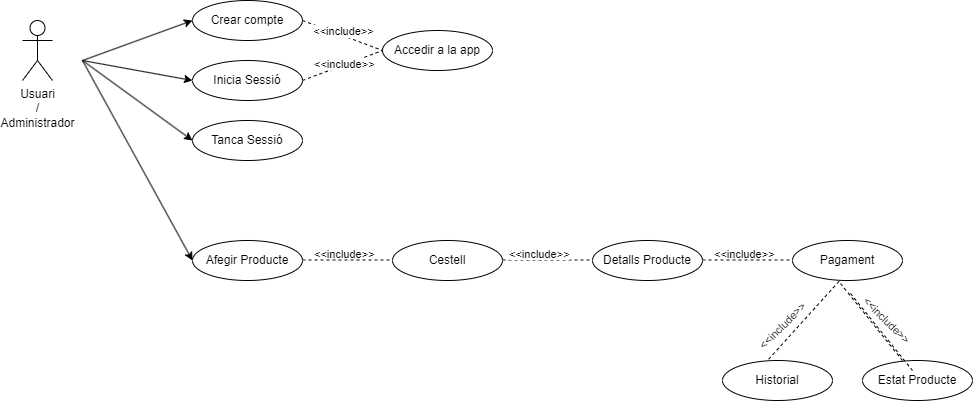 Crear compte
<<include>>
Accedir a la app
<<include>>
Inicia Sessió
Usuari
/
Administrador
Tanca Sessió
Afegir Producte
<<include>>
Cestell
<<include>>
Detalls Producte
<<include>>
Pagament
<<include>>
<<include>>
Historial
Estat Producte